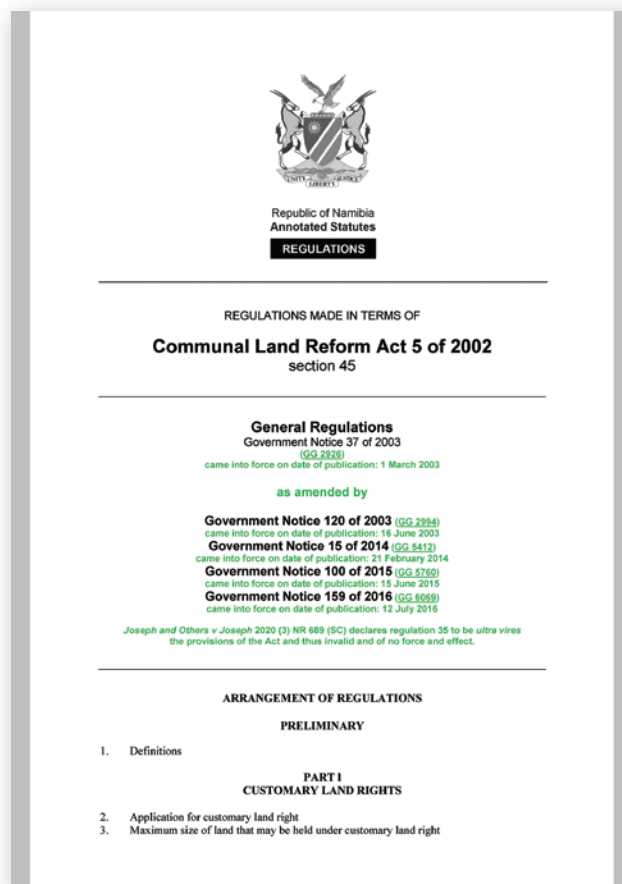 UNITY LIBERTY JUSTICE
Republic of Namibia
Annotated Statutes
REGULATIONS
REGULATIONS MADE IN TERMS OF
Communal Land Reform Act 5 of 2002
section 45
General Regulations
Government Notice 37 of 2003
(GG 2926)
came into force on date of publication: 1 March 2003
as amended by
Government Notice 120 of 2003 (GG 2994)
came into force on date of publication: 16 June 2003
Government Notice 15 of 2014 (GG 5412)
came into force on date of publication: 21 February 2014
Government Notice 100 of 2015 (GG 5760)
came into force on date of publication: 15 June 2015
Government Notice 159 of 2016 (GG 6069)
came into force on date of publication: 12 July 2016
Joseph and Others v Joseph 2020 (3) NR 689 (SC) declares regulation 35 to be ultra vires
the provisions of the Act and thus invalid and of no force and effect.
ARRANGEMENT OF REGULATIONS
PRELIMINARY
1. Definitions
PART I
CUSTOMARY LAND RIGHTS
2. Application for customary land right
3. Maximum size of land that may be held under customary land right